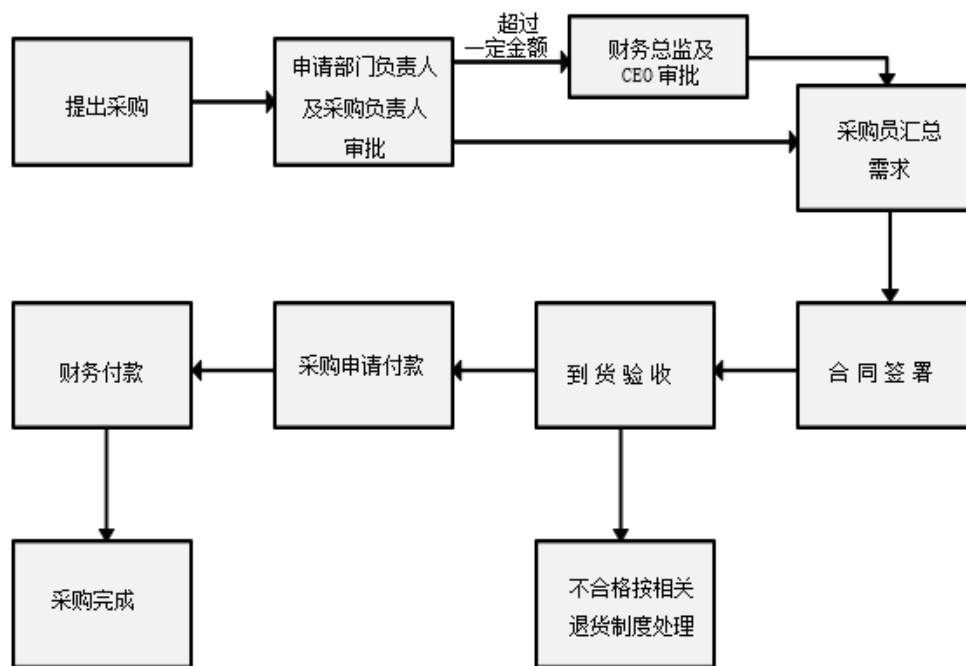 提出采购
申请部门负责人
及采购负责人
审批
超过
一定金额
财务总监及
CEO 审批
采购员汇总
需求
合同签署
到货验收
采购申请付款
财务付款
采购完成
不合格按相关
退货制度处理